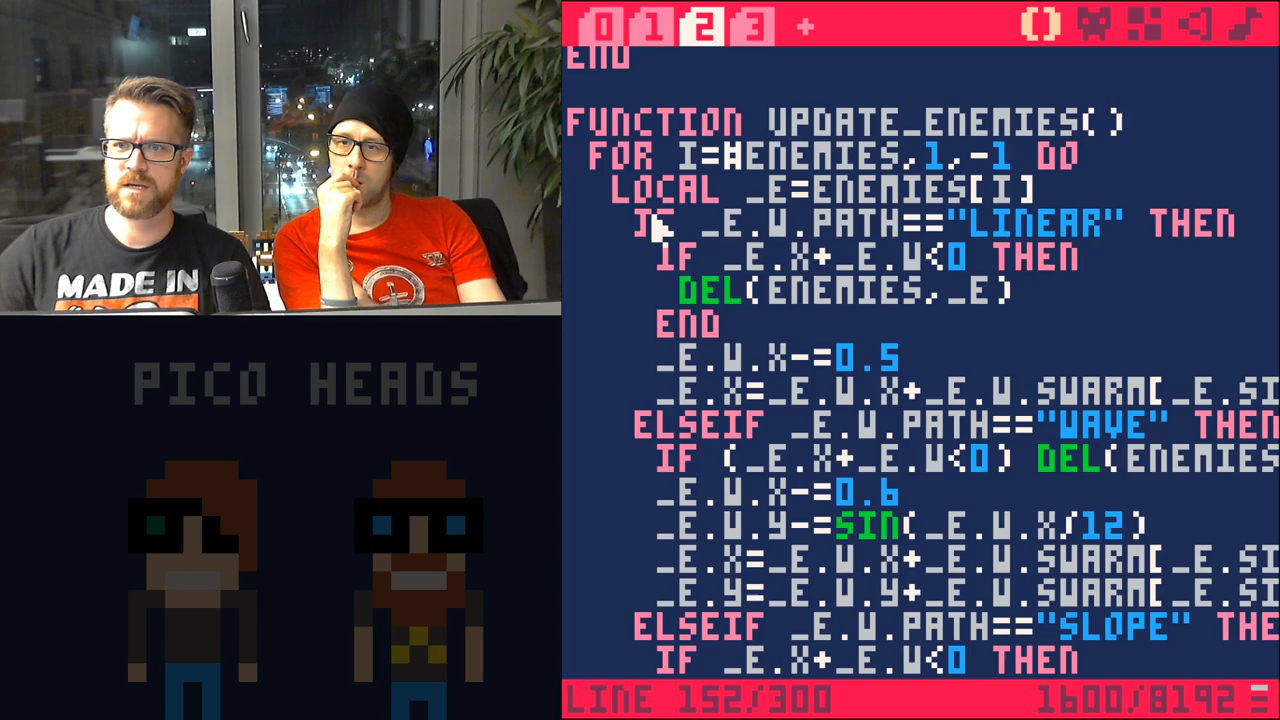 0 1 2 3 +
END
FUNCTION UPDATE_ENEMIES()
FOR I=#ENEMIES,1,-1 DO
LOCAL _E=ENEMIES[I]
IF _E.W.PATH=="LINEAR" THEN
IF _E.X+_E.W<0 THEN
DEL(ENEMIES,_E)
END
_E.W.X-=0.5
_E.X=_E.W.X+_E.W.SWARM[_E.SI
ELSEIF _E.W.PATH=="WAVE" THEN
IF (_E.X+_E.W<0) DEL(ENEMIES
_E.W.X-=0.6
_E.W.Y-=SIN(_E.W.X/12)
_E.X=_E.W.X+_E.W.SWARM[_E.SI
_E.Y=_E.W.Y+_E.W.SWARM[_E.SI
ELSEIF _E.W.PATH=="SLOPE" THE
IF _E.X+_E.W<0 THEN
LINE 152/300 1600/8192
MADE IN
PICO HEADS